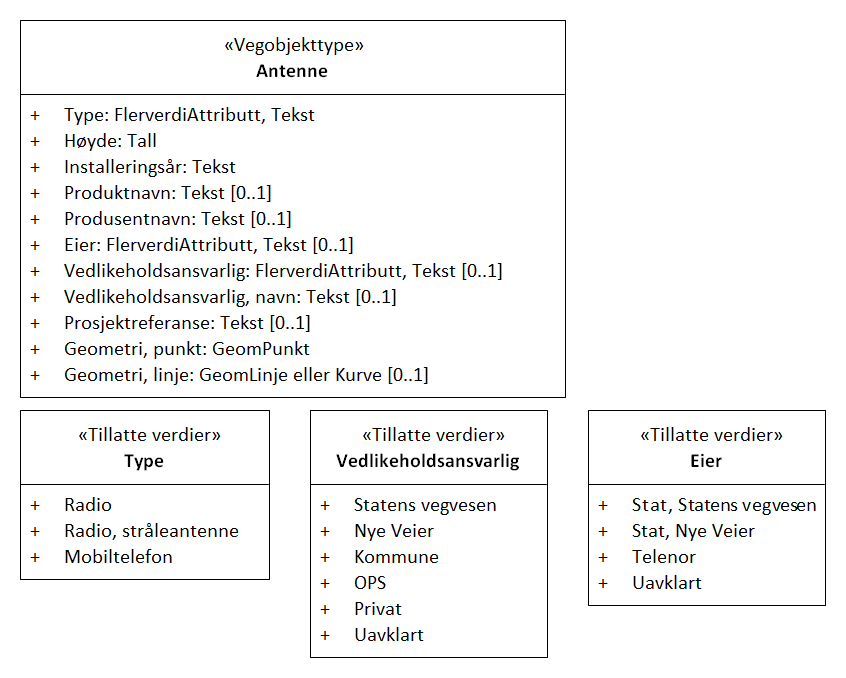 «Vegobjekttype»
Antenne
+ Type: FlerverdiAttributt, Tekst
+ Høyde: Tall
+ Installeringsår: Tekst
+ Produktnavn: Tekst [0..1]
+ Produsentnavn: Tekst [0..1]
+ Eier: FlerverdiAttributt, Tekst [0..1]
+ Vedlikeholdsansvarlig: FlerverdiAttributt, Tekst [0..1]
+ Vedlikeholdsansvarlig, navn: Tekst [0..1]
+ Prosjektreferanse: Tekst [0..1]
+ Geometri, punkt: GeomPunkt
+ Geometri, linje: GeomLinje eller Kurve [0..1]
«Tillatte verdier»
Type
+ Radio
+ Radio, stråleantenne
+ Mobiltelefon
«Tillatte verdier»
Vedlikeholdsansvarlig
+ Statens vegvesen
+ Nye Veier
+ Kommune
+ OPS
+ Privat
+ Uavklart
«Tillatte verdier»
Eier
+ Stat, Statens vegvesen
+ Stat, Nye Veier
+ Telenor
+ Uavklart